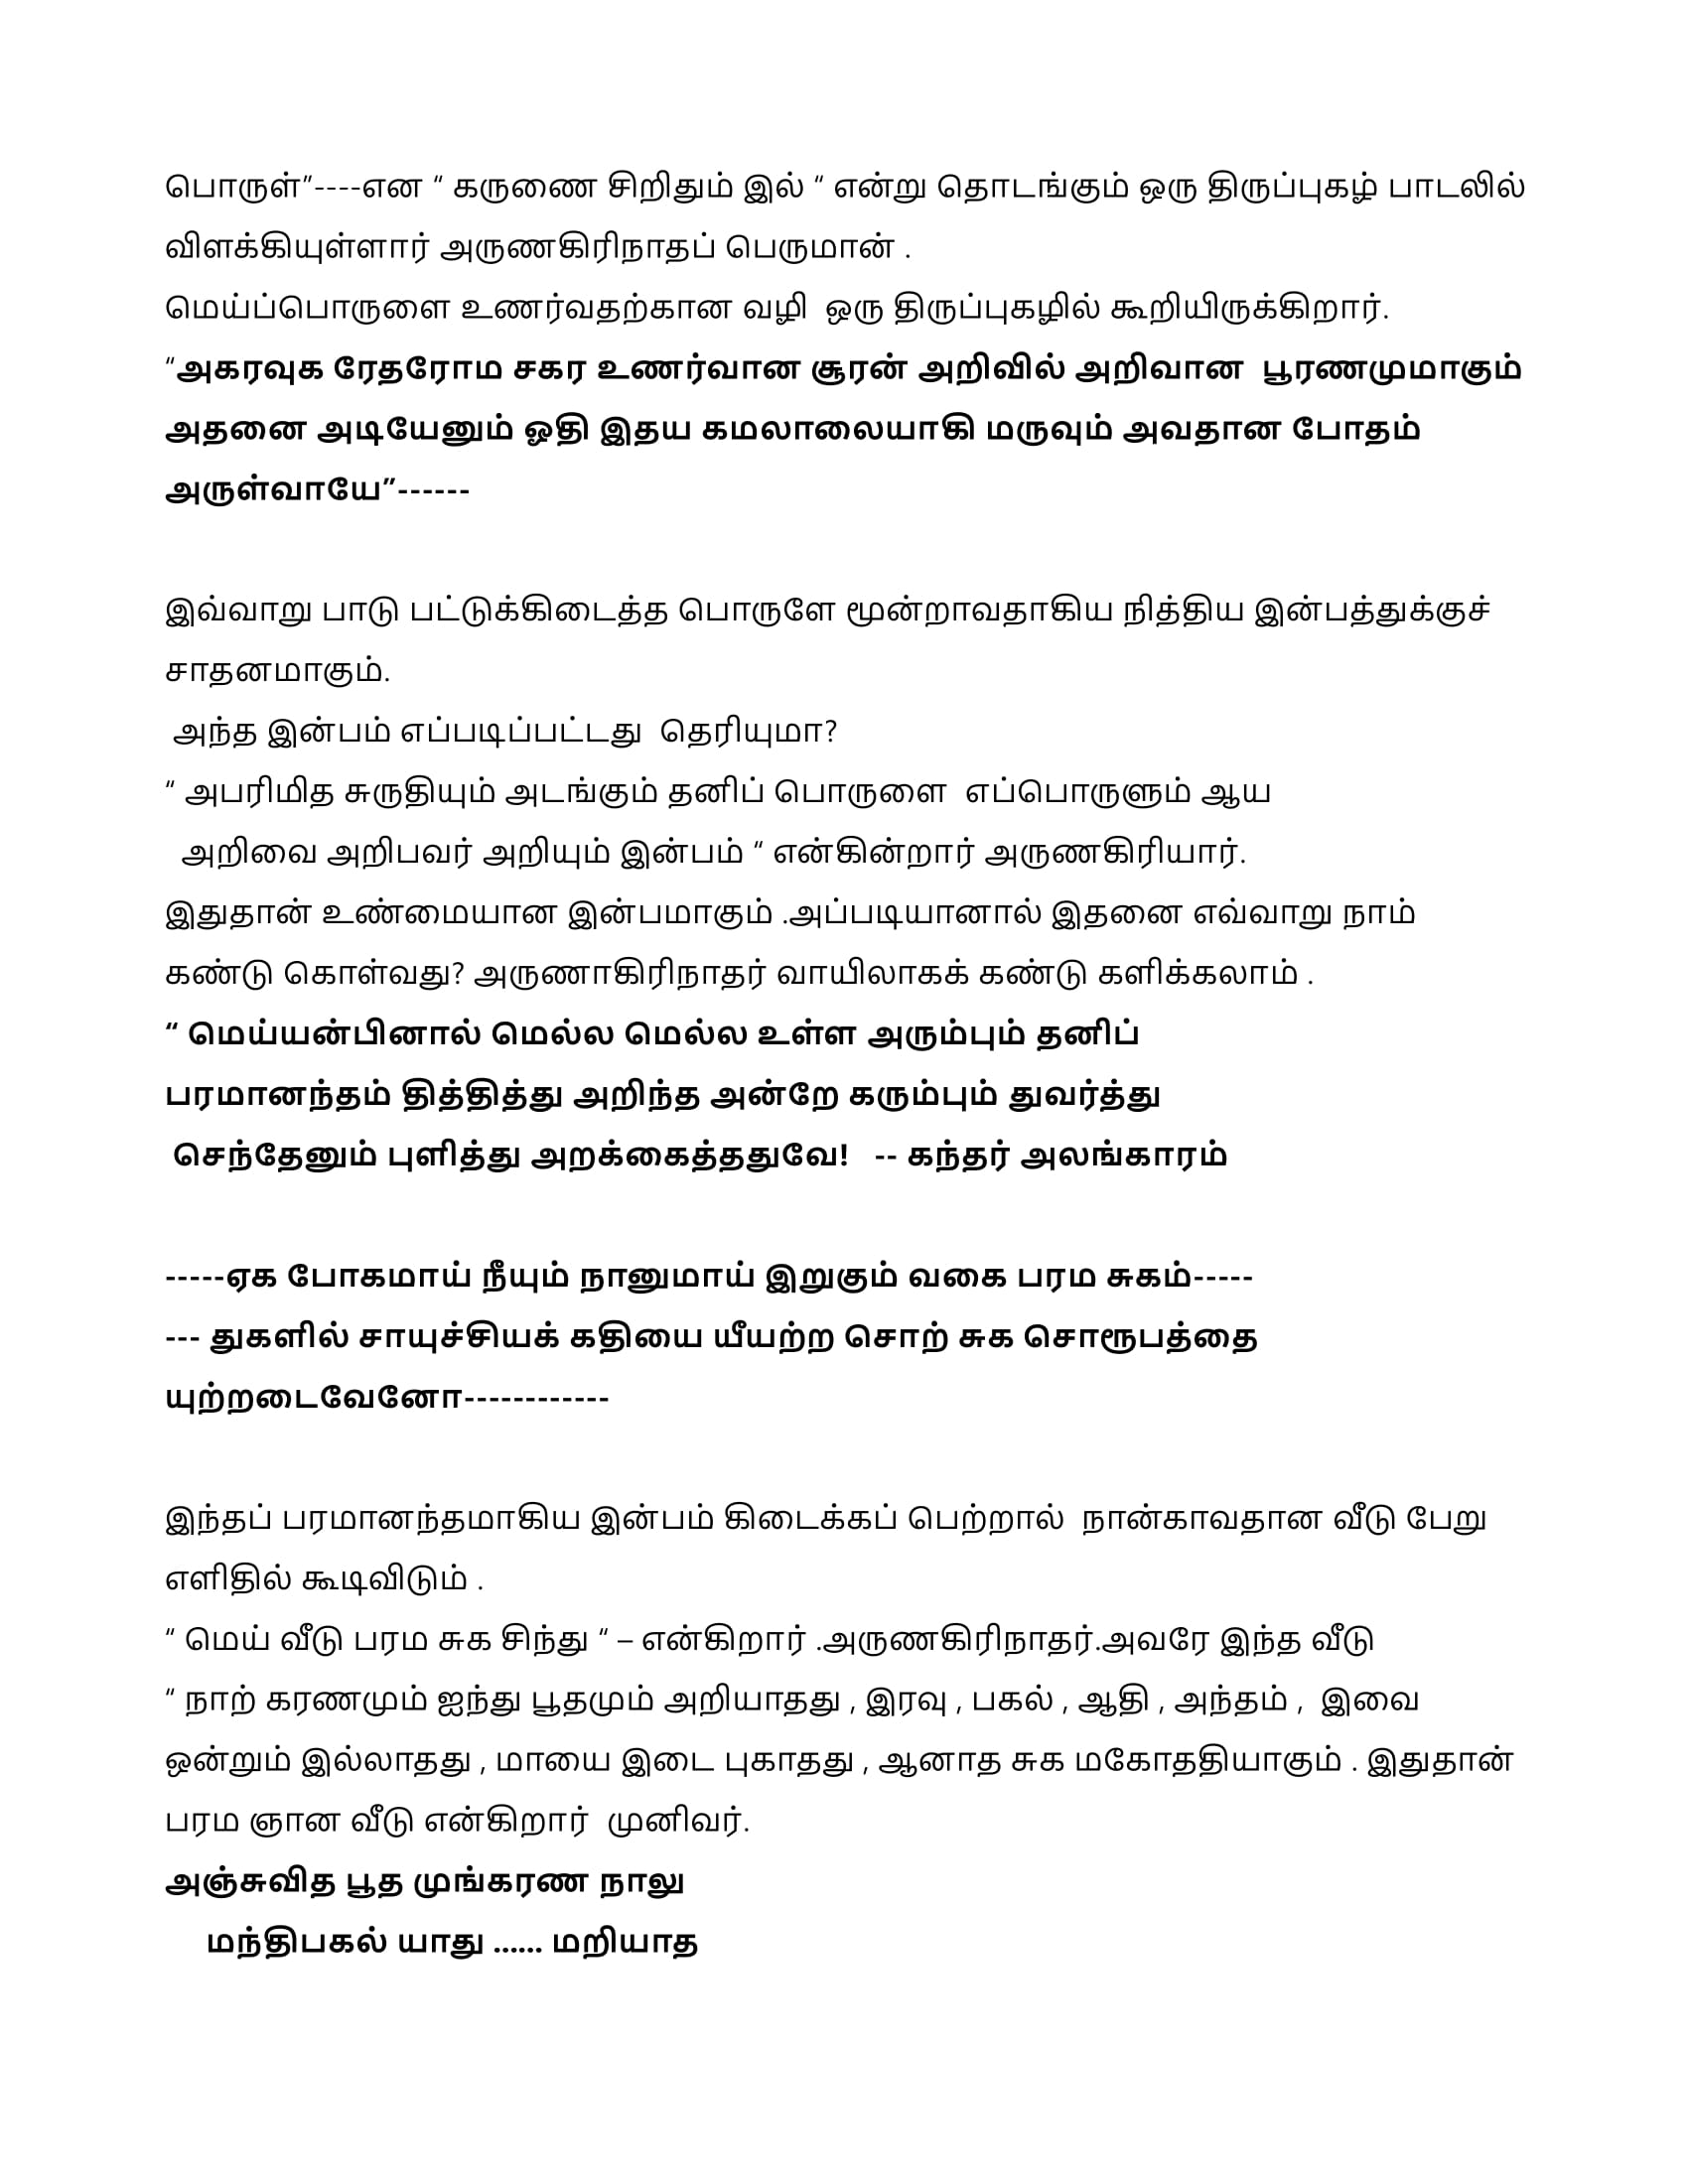 பொருள்”----என “ கருணை சிறிதும் இல் “ என்று தொடங்கும் ஒரு திருப்புகழ் பாடலில்
விளக்கியுள்ளார் அருணகிரிநாதப் பெருமான் .
மெய்ப்பொருளை உணர்வதற்கான வழி  ஒரு திருப்புகழில் கூறியிருக்கிறார்.
“அகரவுக ரேதரோம சகர உணர்வான சூரன் அறிவில் அறிவான  பூரணமுமாகும்
அதனை அடியேனும் ஓதி இதய கமலாலையாகி மருவும் அவதான போதம்
அருள்வாயே”------
இவ்வாறு பாடு பட்டுக்கிடைத்த பொருளே மூன்றாவதாகிய நித்திய இன்பத்துக்குச்
சாதனமாகும்.
அந்த இன்பம் எப்படிப்பட்டது  தெரியுமா?
“ அபரிமித சுருதியும் அடங்கும் தனிப் பொருளை  எப்பொருளும் ஆய
அறிவை அறிபவர் அறியும் இன்பம் “ என்கின்றார் அருணகிரியார்.
இதுதான் உண்மையான இன்பமாகும் .அப்படியானால் இதனை எவ்வாறு நாம்
கண்டு கொள்வது? அருணாகிரிநாதர் வாயிலாகக் கண்டு களிக்கலாம் .
“ மெய்யன்பினால் மெல்ல மெல்ல உள்ள அரும்பும் தனிப்
பரமானந்தம் தித்தித்து அறிந்த அன்றே கரும்பும் துவர்த்து
செந்தேனும் புளித்து அறக்கைத்ததுவே!   -- கந்தர் அலங்காரம்
-----ஏக போகமாய் நீயும் நானுமாய் இறுகும் வகை பரம சுகம்-----
--- துகளில் சாயுச்சியக் கதியை யீயற்ற சொற் சுக சொரூபத்தை
யுற்றடைவேனோ------------
இந்தப் பரமானந்தமாகிய இன்பம் கிடைக்கப் பெற்றால்  நான்காவதான வீடு பேறு
எளிதில் கூடிவிடும் .
“ மெய் வீடு பரம சுக சிந்து “ – என்கிறார் .அருணகிரிநாதர்.அவரே இந்த வீடு
“ நாற் கரணமும் ஐந்து பூதமும் அறியாதது , இரவு , பகல் , ஆதி , அந்தம் ,  இவை
ஒன்றும் இல்லாதது , மாயை இடை புகாதது , ஆனாத சுக மகோததியாகும் . இதுதான்
பரம ஞான வீடு என்கிறார்  முனிவர்.
அஞ்சுவித பூத முங்கரண நாலு
மந்திபகல் யாது ...... மறியாத